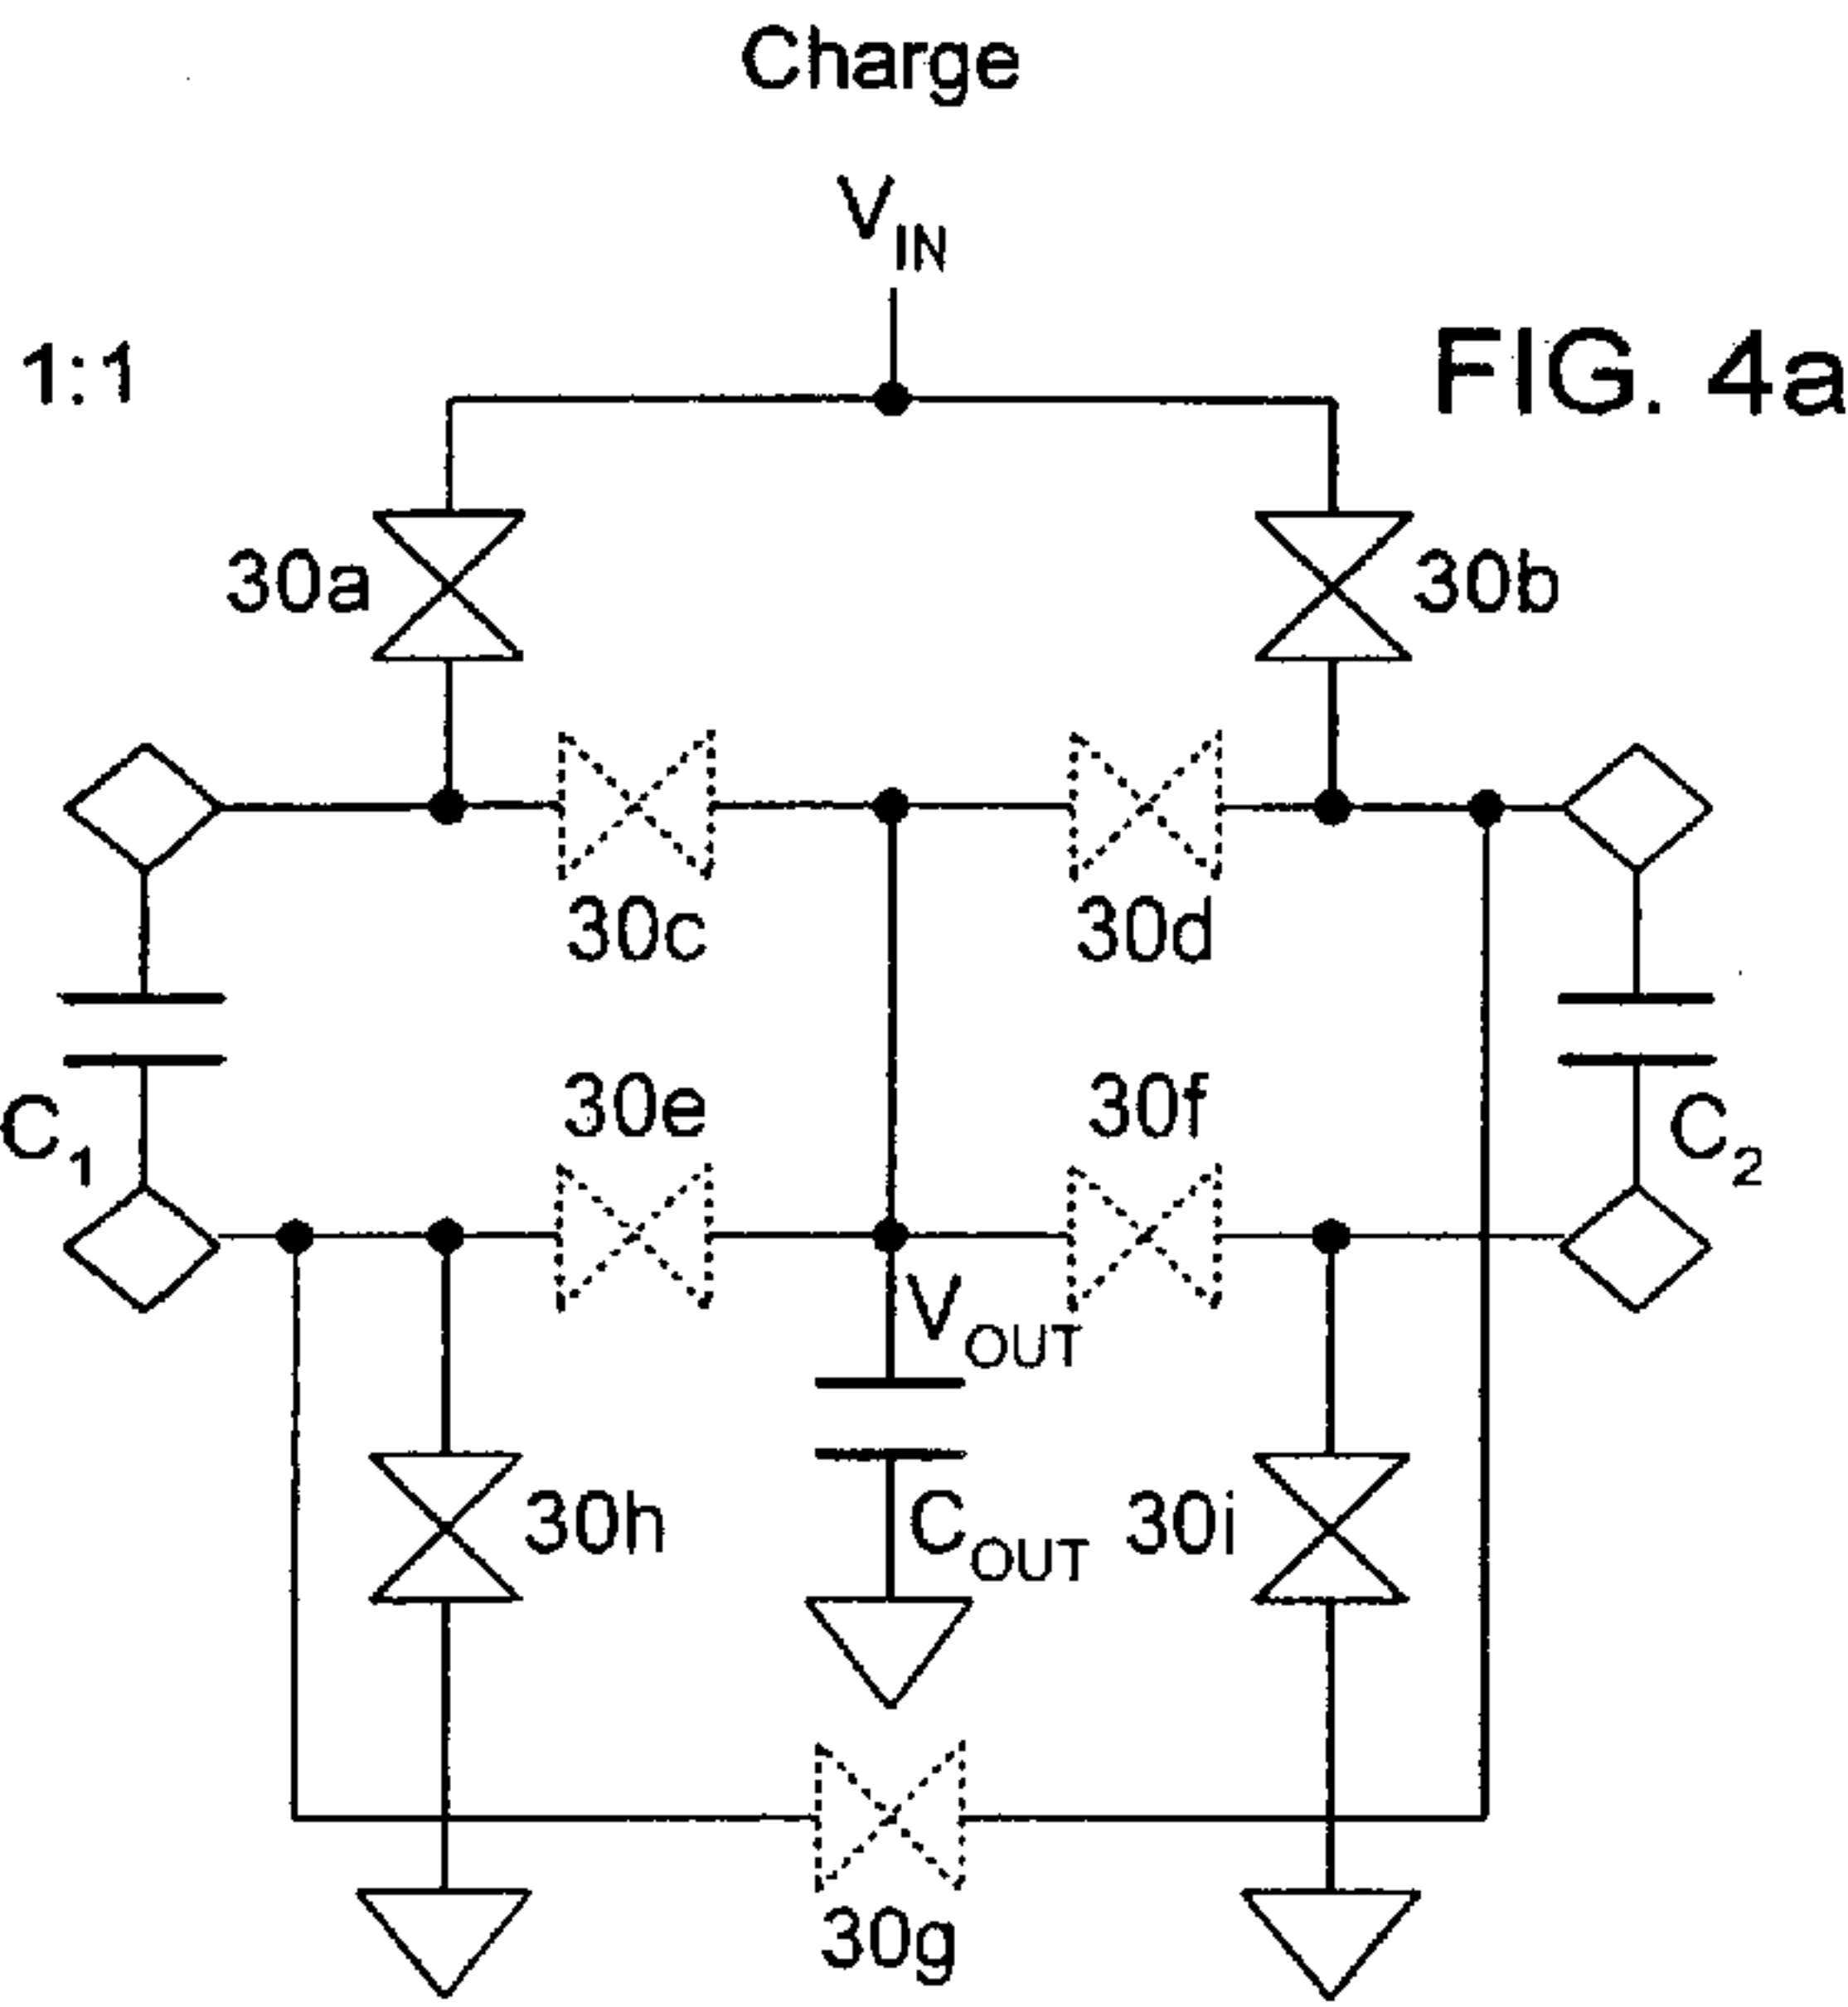 Charge
V_IN
1:1
FIG. 4a
30a
30b
30c
30d
30e
30f
C_1
C_2
V_OUT
30h
C_OUT
30i
30g